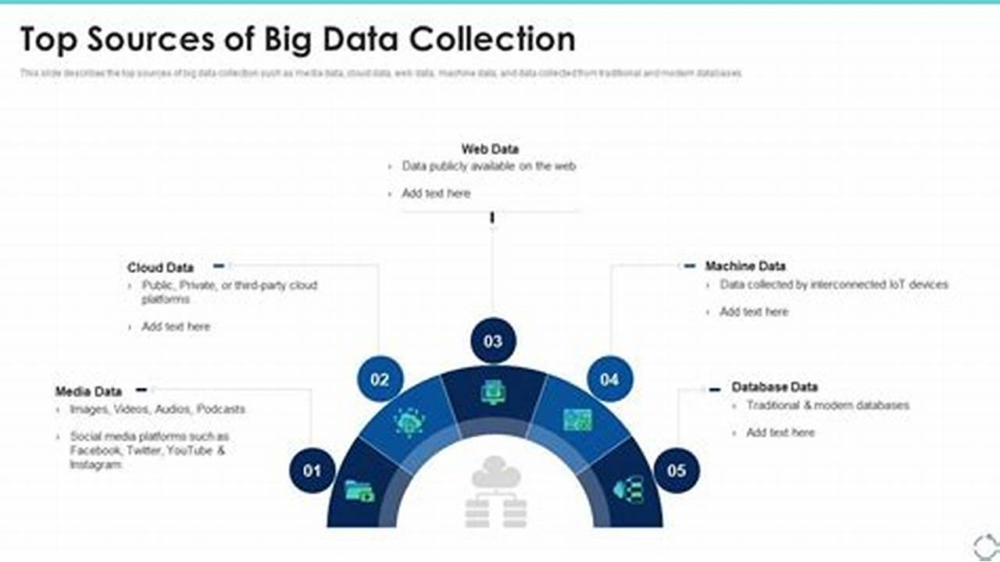 Top Sources of Big Data Collection
This slide describes the top sources of big data collection such as media data, cloud data, web data, machine data, and data collected from traditional and modern databases.
Web Data
› Data publicly available on the web
› Add text here
Cloud Data
› Public, Private, or third-party cloud
platforms
› Add text here
Machine Data
› Data collected by interconnected IoT devices
› Add text here
Media Data
› Images, Videos, Audios, Podcasts
› Social media platforms such as
Facebook, Twitter, YouTube &
Instagram
Database Data
› Traditional & modern databases
› Add text here
01
02
03
04
05